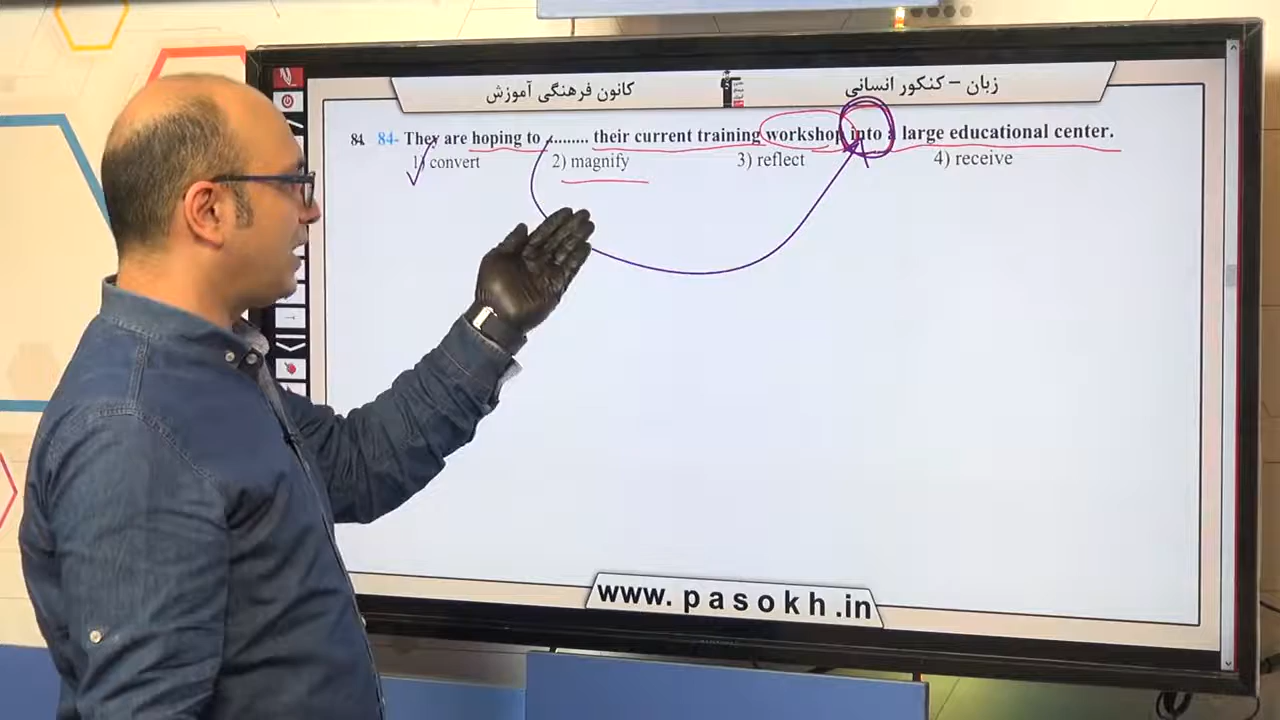 زبان – کنکور انسانی
کانون فرهنگی آموزش
84. 84- They are hoping to ......... their current training workshop into a large educational center.
1) convert 2) magnify 3) reflect 4) receive
www.pasokh.in